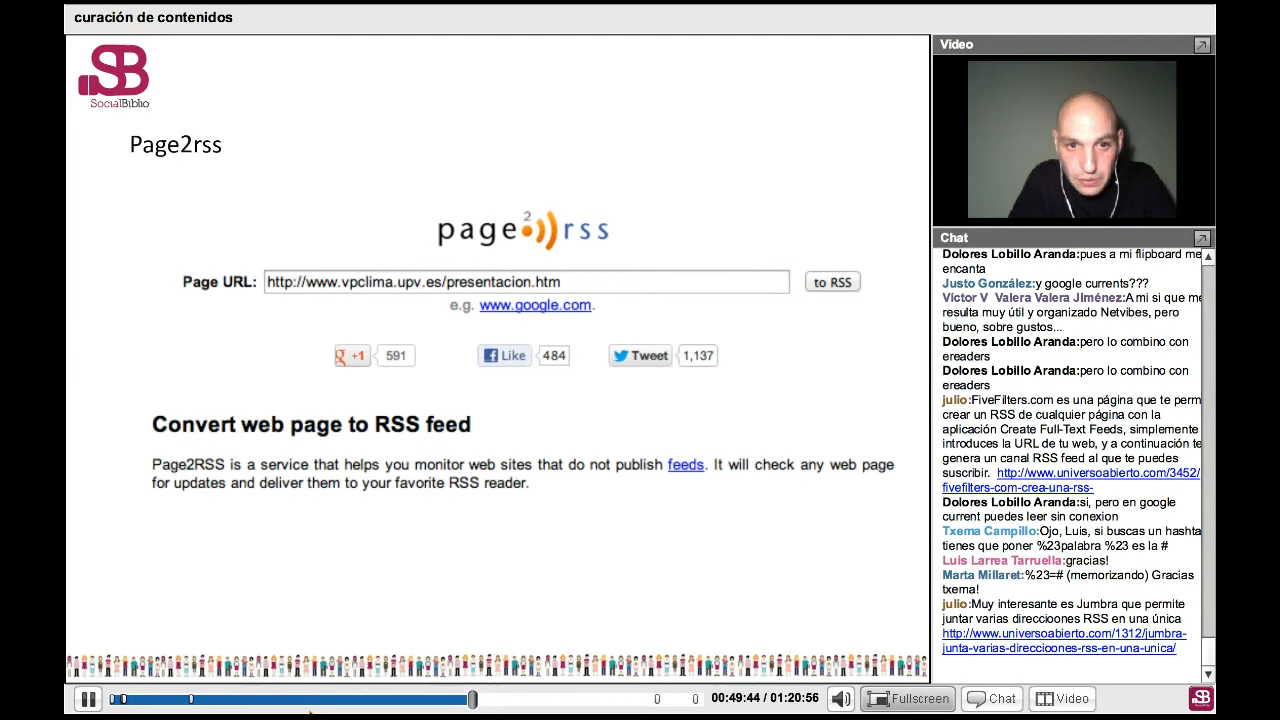 curación de contenidos
SB
SocialBiblio
Page2rss
page2rss
Page URL: http://www.vpclima.upv.es/presentacion.htm to RSS
e.g. www.google.com.
+1 591 Like 484 Tweet 1,137
Convert web page to RSS feed
Page2RSS is a service that helps you monitor web sites that do not publish feeds. It will check any web page
for updates and deliver them to your favorite RSS reader.
Video
Chat
Dolores Lobillo Aranda:pues a mi flipboard me
encanta
Justo González:y google currents???
Víctor V Valera Valera Jiménez:A mi si que me
resulta muy útil y organizado Netvibes, pero
bueno, sobre gustos...
Dolores Lobillo Aranda:pero lo combino con
ereaders
Dolores Lobillo Aranda:pero lo combino con
ereaders
julio:FiveFilters.com es una página que te perm
crear un RSS de cualquier página con la
aplicación Create Full-Text Feeds, simplemente
introduces la URL de tu web, y a continuación te
genera un canal RSS feed al que te puedes
suscribir. http://www.universoabierto.com/3452/
fivefilters-com-crea-una-rss-
Dolores Lobillo Aranda:si, pero en google
current puedes leer sin conexion
Txema Campillo:Ojo, Luis, si buscas un hashta
tienes que poner %23palabra %23 es la #
Luis Larrea Tarruella:gracias!
Marta Millaret:%23=# (memorizando) Gracias
txema!
julio:Muy interesante es Jumbra que permite
juntar varias direcciones RSS en una única
http://www.universoabierto.com/1312/jumbra-
junta-varias-direcciones-rss-en-una-unica/
00:49:44 / 01:20:56 Fullscreen Chat Video